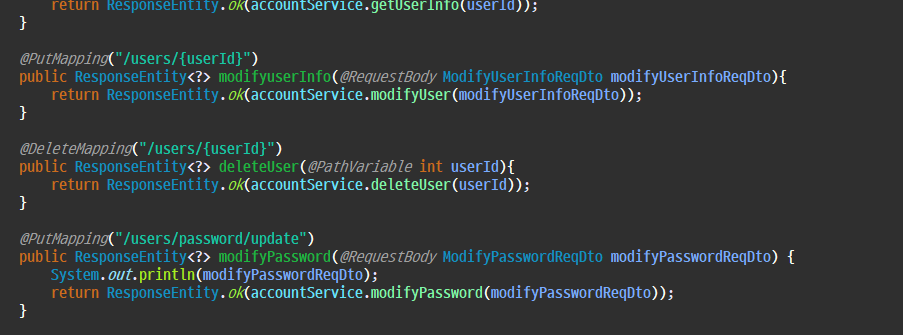 return ResponseEntity.ok(accountService.getUserInfo(userId));
}
@PutMapping("/users/{userId}")
public ResponseEntity<?> modifyuserInfo(@RequestBody ModifyUserInfoReqDto modifyUserInfoReqDto){
return ResponseEntity.ok(accountService.modifyUser(modifyUserInfoReqDto));
}
@DeleteMapping("/users/{userId}")
public ResponseEntity<?> deleteUser(@PathVariable int userId){
return ResponseEntity.ok(accountService.deleteUser(userId));
}
@PutMapping("/users/password/update")
public ResponseEntity<?> modifyPassword(@RequestBody ModifyPasswordReqDto modifyPasswordReqDto) {
System.out.println(modifyPasswordReqDto);
return ResponseEntity.ok(accountService.modifyPassword(modifyPasswordReqDto));
}